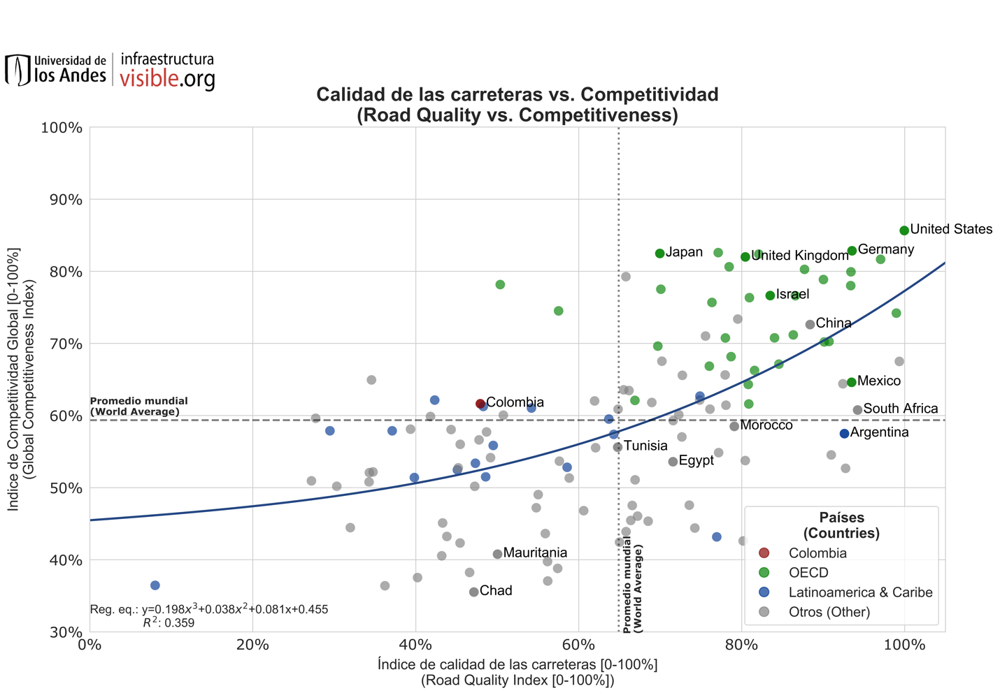 Universidad de
los Andes
infraestructura
visible.org
Calidad de las carreteras vs. Competitividad
(Road Quality vs. Competitiveness)
100%
90%
80%
70%
60%
50%
40%
30%
Indice de Competitividad Global [0-100%]
(Global Competitiveness Index)
United States
Germany
Japan
United Kingdom
Israel
China
Mexico
Promedio mundial
(World Average)
Colombia
South Africa
Morocco
Argentina
Tunisia
Egypt
Mauritania
Chad
Promedio mundial
(World Average)
Países
(Countries)
Colombia
OECD
Latinoamerica & Caribe
Otros (Other)
Reg. eq.: y=0.198x³+0.038x²+0.081x+0.455
R²: 0.359
0%
20%
40%
60%
80%
100%
Índice de calidad de las carreteras [0-100%]
(Road Quality Index [0-100%])